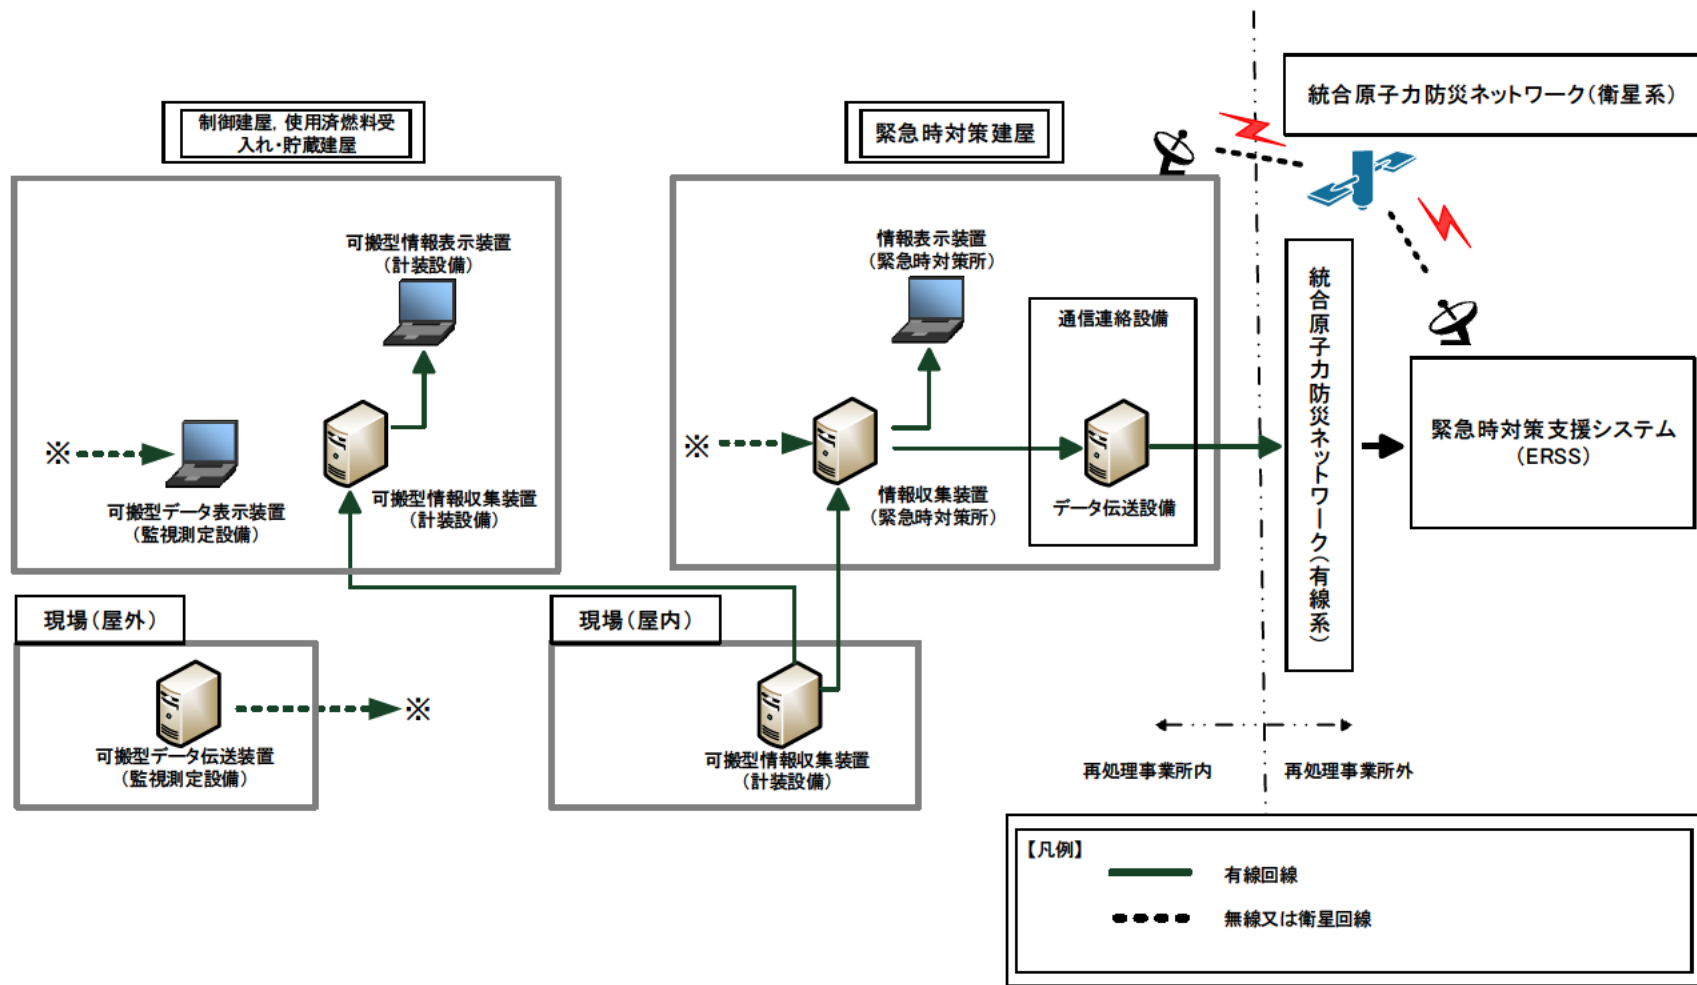 統合原子力防災ネットワーク(衛星系)
制御建屋, 使用済燃料受
入れ・貯蔵建屋
緊急時対策建屋
可搬型情報表示装置
(計装設備)
情報表示装置
(緊急時対策所)
通信連絡設備
統合原子力防災ネットワーク(有線系)
緊急時対策支援システム
(ERSS)
※
可搬型データ表示装置
(監視測定設備)
可搬型情報収集装置
(計装設備)
※
情報収集装置
(緊急時対策所)
データ伝送設備
現場(屋外)
現場(屋内)
※
可搬型データ伝送装置
(監視測定設備)
可搬型情報収集装置
(計装設備)
再処理事業所内
再処理事業所外
【凡例】
有線回線
無線又は衛星回線